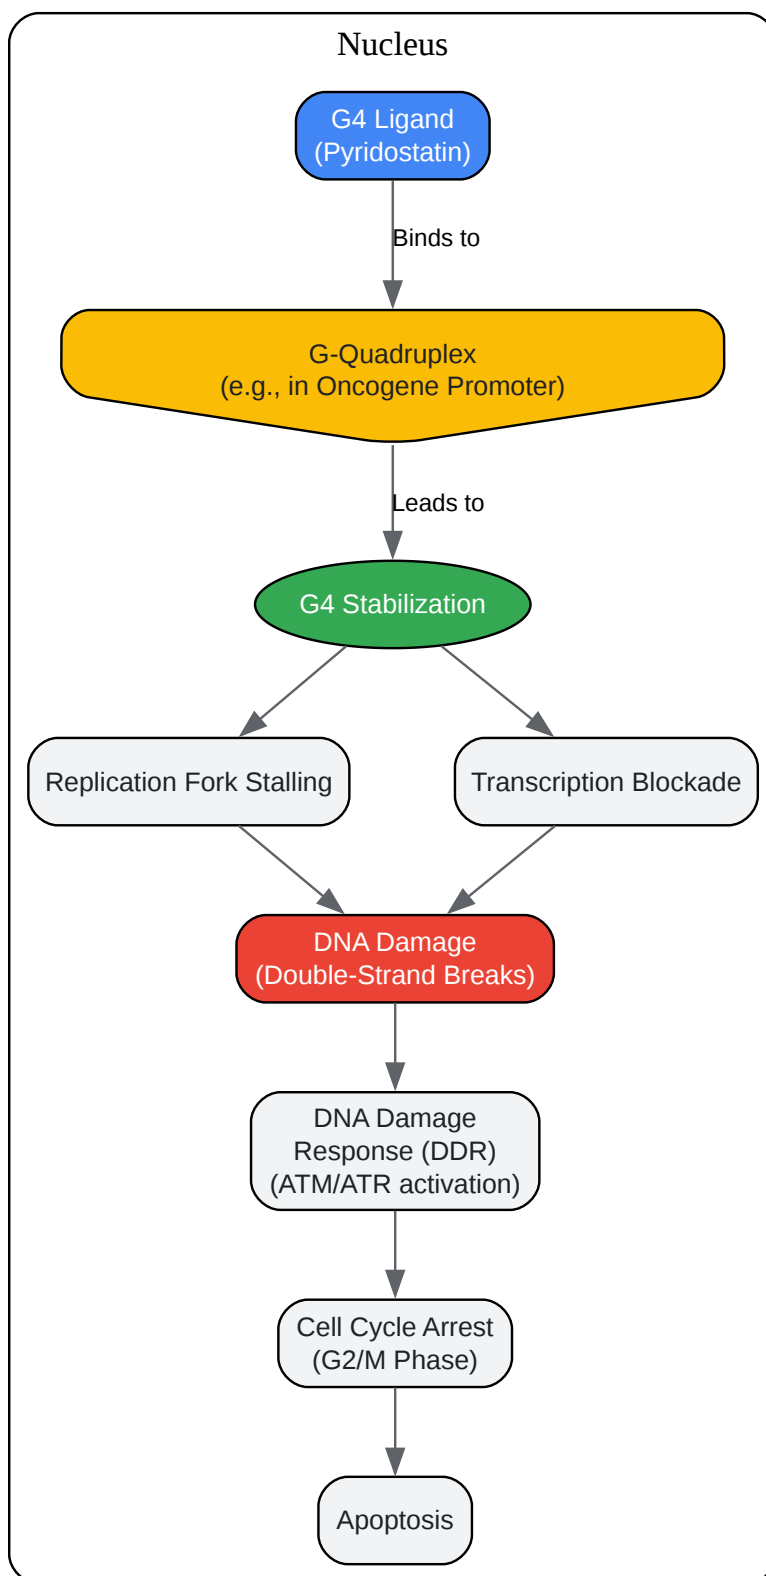 Nucleus
G4 Ligand
(Pyridostatin)
Binds to
G-Quadruplex
(e.g., in Oncogene Promoter)
Leads to
G4 Stabilization
Replication Fork Stalling
Transcription Blockade
DNA Damage
(Double-Strand Breaks)
DNA Damage
Response (DDR)
(ATM/ATR activation)
Cell Cycle Arrest
(G2/M Phase)
Apoptosis